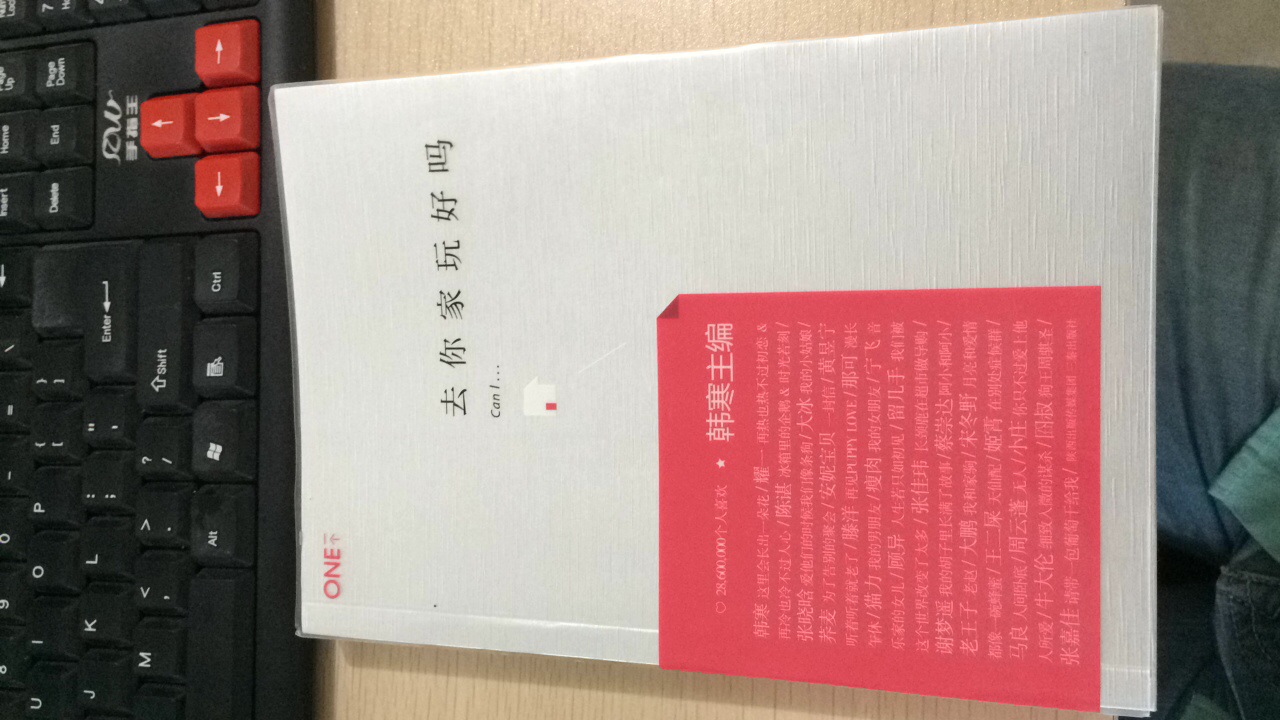 8 9 0 - = \ ← Insert Home Page Up Num Loc
U I O P { [ } ] Delete End Page Down 7
J K L : ; " ' Enter
M < , > . ? / Shift
SZW
手指王
Alt Ctrl
ONE一个
去你家玩好吗
Can I...
♡ 28,600,000个人喜欢 ★ 韩寒主编
韩寒 这里会长出一朵花 / 耀一 再热也热不过初恋 &
再冷也冷不过人心 / 陈谌 冰箱里的企鹅 & 时光若刻 /
张晓晗 爱他们的时候我们像条狗 / 大冰 我的小姑娘 /
荞麦 为了告别的聚会 / 安妮宝贝 一封信 / 黄昱宁
听着听着就老了 / 滕洋 再见PUPPY LOVE / 那可 漫长
午休 / 猫力 我的男朋友 / 瘦肉 我的女朋友 / 宁飞 音
乐家的女儿 / 顾异 人生若只如初见 / 留几手 我们被
这个世界改变了太多 / 张佳玮 长颈鹿在超市做导购 /
谢梦遥 我的胡子里长满了故事 / 蔡崇达 阿小和阿小 /
老王子 老赵 / 大鹏 我和家驹 / 宋冬野 月亮和爱情
都像一碗蜂蜜 / 王二屎 天仙配 / 姬霄 在别处症候群 /
马良 人间卧底 / 周云蓬 无人 / 小庄 你只不过爱上他
人所爱 / 牛大伦 细致入微的谋杀 / 囧叔 狗王周骐圣 /
张嘉佳 请带一包葡萄干给我 / 陕西出版传媒集团 三秦出版社